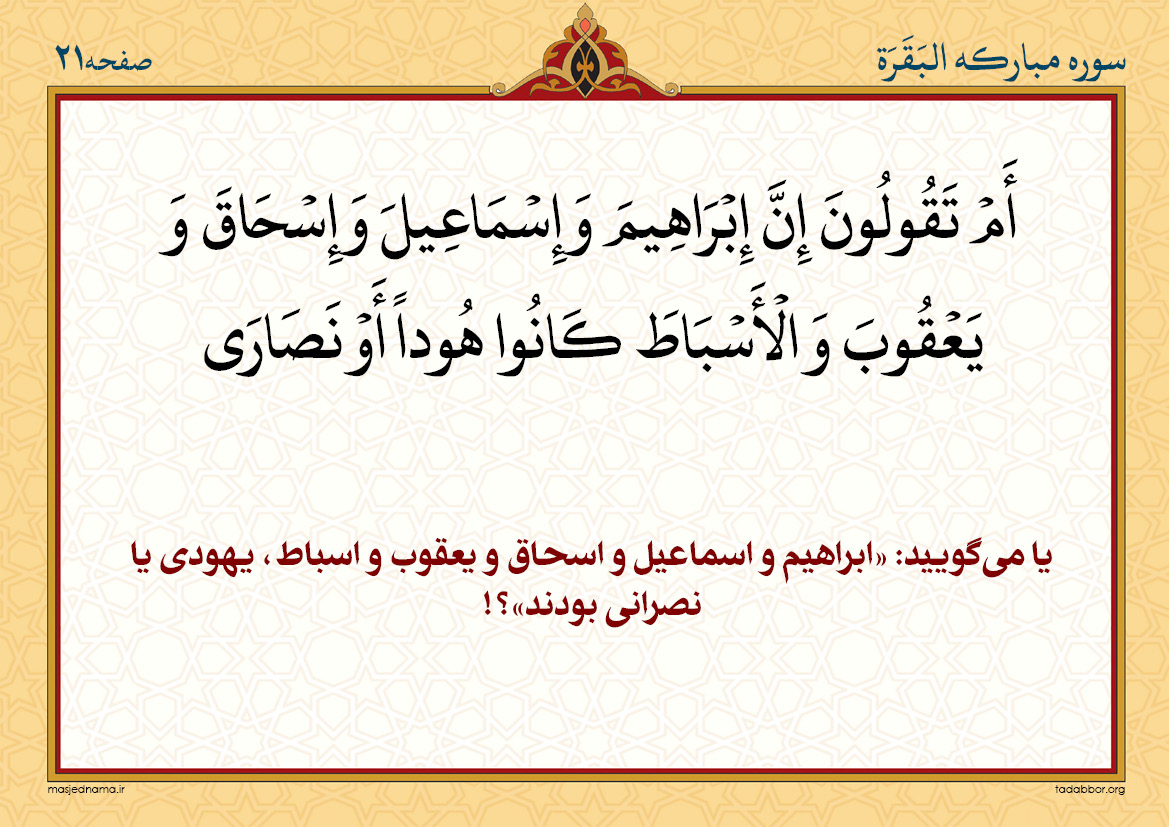 سوره مبارکه البَقَرَة
صفحه۲۱
أَمْ تَقُولُونَ إِنَّ إِبْرَاهِيمَ وَ إِسْمَاعِيلَ وَ إِسْحَاقَ وَ
يَعْقُوبَ وَ الْأَسْبَاطَ كَانُوا هُوداً أَوْ نَصَارَى
یا می‌گویید: «ابراهیم و اسماعیل و اسحاق و یعقوب و اسباط، یهودی یا
نصرانی بودند»؟!
masjednama.ir
tadabbor.org